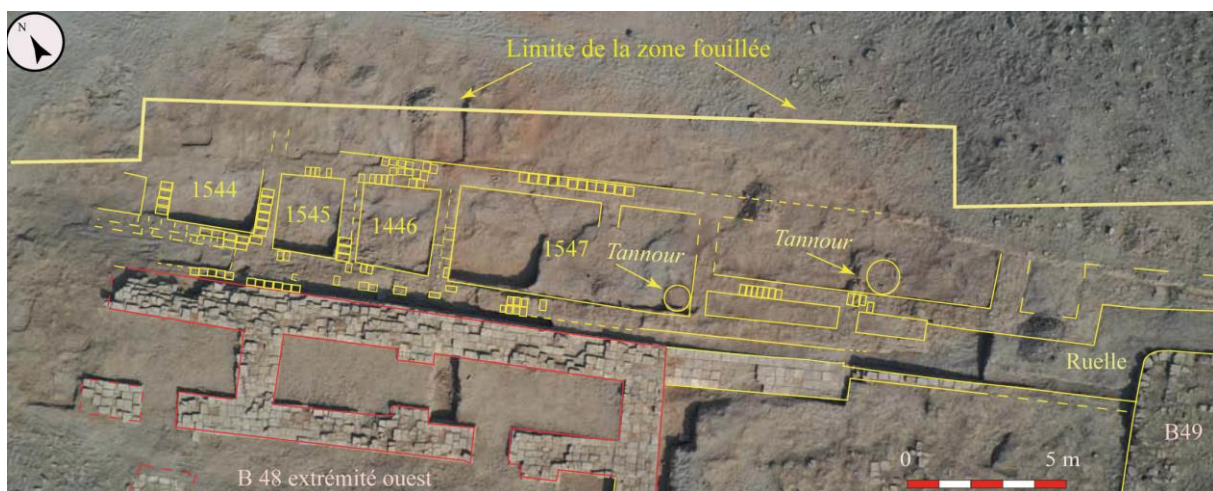 N
Limite de la zone fouillée
1544
1545
1446
1547
Tannour
Tannour
Ruelle
B49
0
5 m
B 48 extrémité ouest